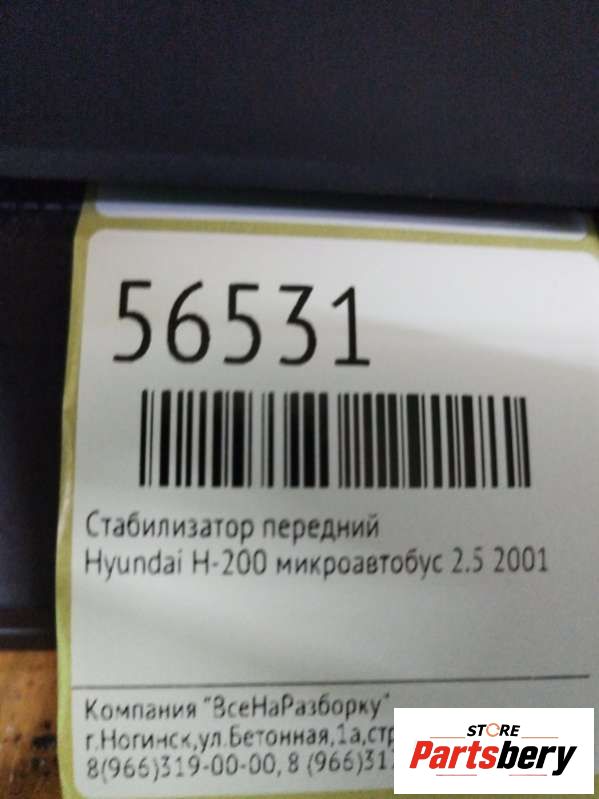 56531
Стабилизатор передний
Hyundai H-200 микроавтобус 2.5 2001
Компания "ВсеНаРазборку"
г.Ногинск,ул.Бетонная,1а,стр
8(966)319-00-00, 8 (966)31
STORE
Partsbery